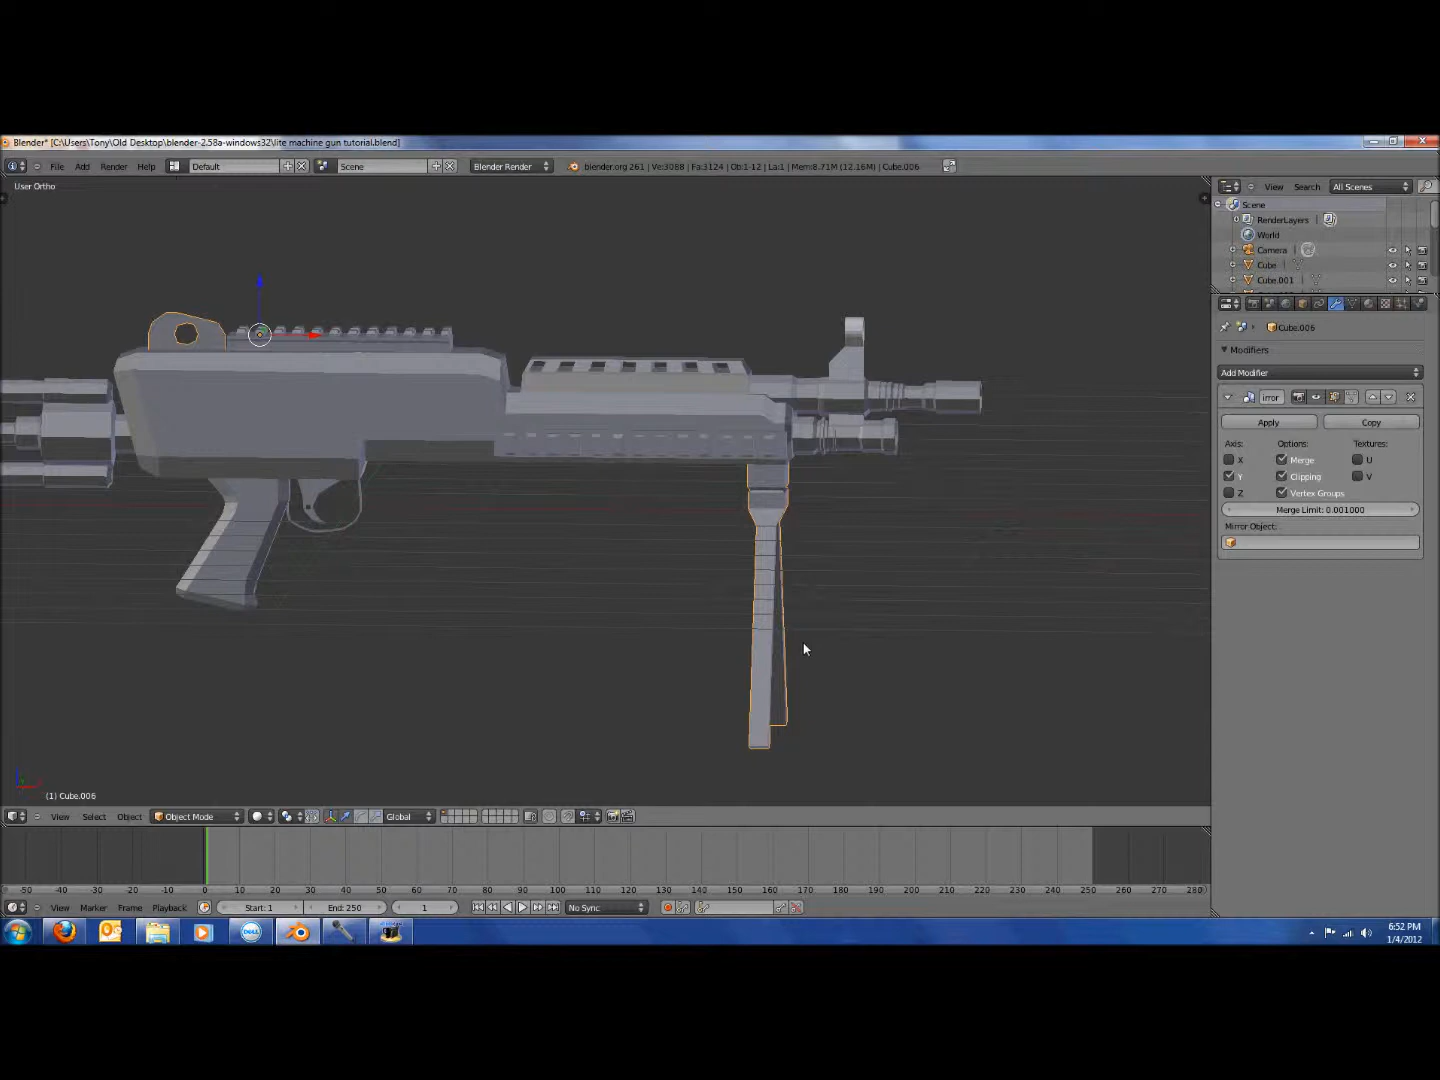 Blender* [C:\Users\Tony\Old Desktop\blender-2.58a-windows32\lite machine gun tutorial.blend]
File Add Render Help Default Scene Blender Render blender.org 261 | Ve:3088 | Fa:3124 | Ob:1-12 | La:1 | Mem:8.71M (12.16M) | Cube.006
User Ortho
View Search All Scenes
Scene
RenderLayers
World
Camera
Cube
Cube.001
Cube.006
Modifiers
Add Modifier
irror
Apply Copy
Axis: Options: Textures:
X Merge U
Y Clipping V
Z Vertex Groups
Merge Limit: 0.001000
Mirror Object:
(1) Cube.006
View Select Object Object Mode Global
-50 -40 -30 -20 -10 0 10 20 30 40 50 60 70 80 90 100 110 120 130 140 150 160 170 180 190 200 210 220 230 240 250 260 270 280
View Marker Frame Playback Start: 1 End: 250 1 No Sync
DELL
6:52 PM
1/4/2012